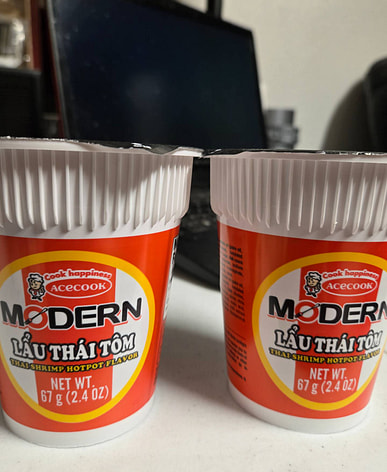 Cook happiness
ACECOOK
MODERN
LẨU THÁI TÔM
THAI SHRIMP HOTPOT FLAVOR
NET WT.
67 g (2.4 OZ)
Cook happiness
ACECOOK
MODERN
LẨU THÁI TÔM
THAI SHRIMP HOTPOT FLAVOR
NET WT.
67 g (2.4 OZ)